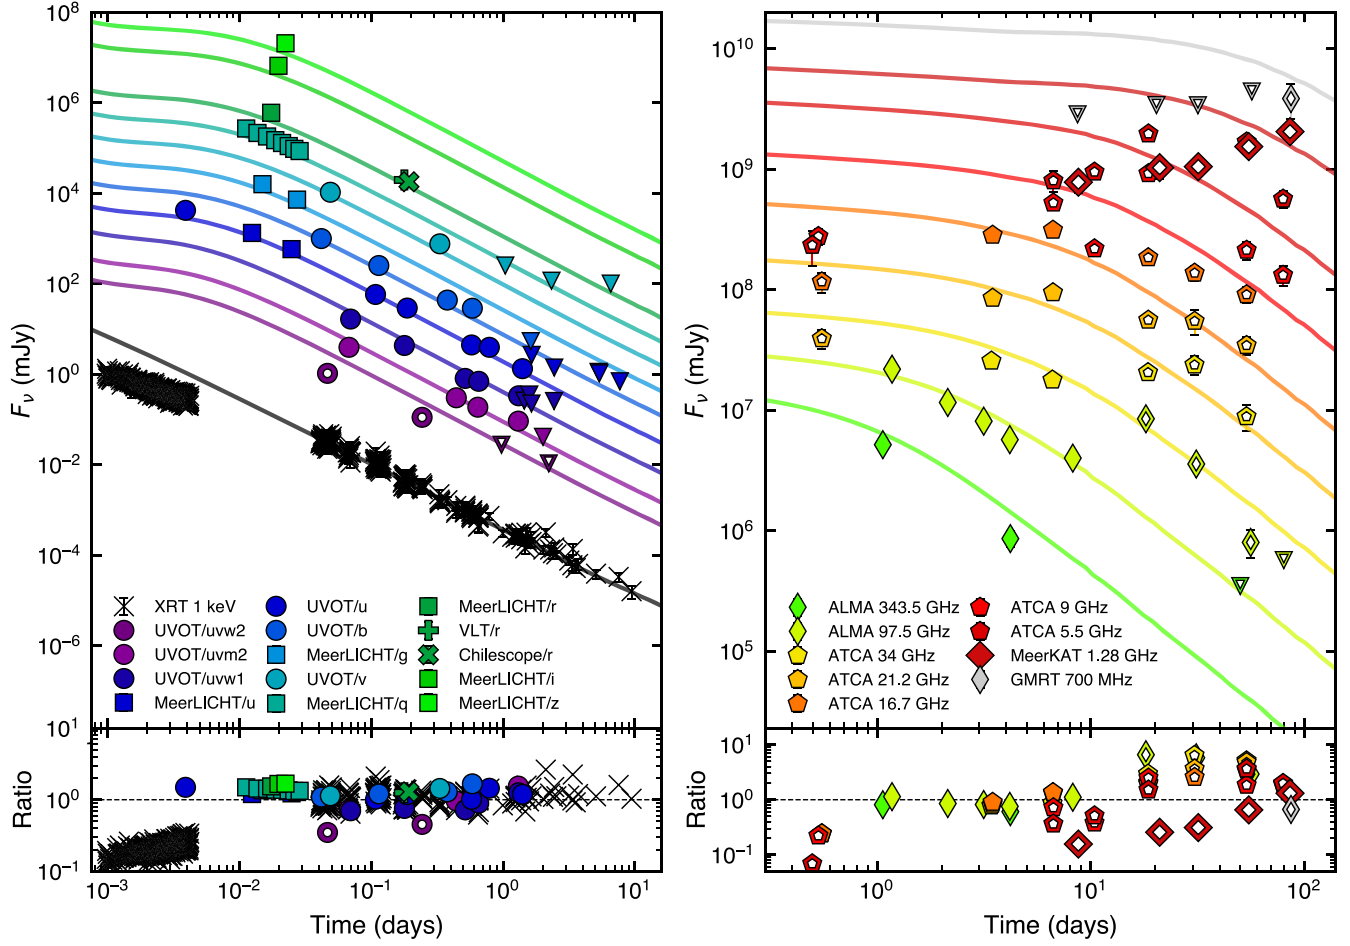 10^8
10^6
10^4
10^2
10^0
10^−2
10^−4
10^−6
F_ν (mJy)
XRT 1 keV
UVOT/uvw2
UVOT/uvm2
UVOT/uvw1
MeerLICHT/u
UVOT/u
UVOT/b
MeerLICHT/g
UVOT/v
MeerLICHT/q
MeerLICHT/r
VLT/r
Chilescope/r
MeerLICHT/i
MeerLICHT/z
10^1
10^0
10^−1
Ratio
10^−3
10^−2
10^−1
10^0
10^1
Time (days)
10^10
10^9
10^8
10^7
10^6
10^5
F_ν (mJy)
ALMA 343.5 GHz
ALMA 97.5 GHz
ATCA 34 GHz
ATCA 21.2 GHz
ATCA 16.7 GHz
ATCA 9 GHz
ATCA 5.5 GHz
MeerKAT 1.28 GHz
GMRT 700 MHz
10^1
10^0
10^−1
Ratio
10^0
10^1
10^2
Time (days)